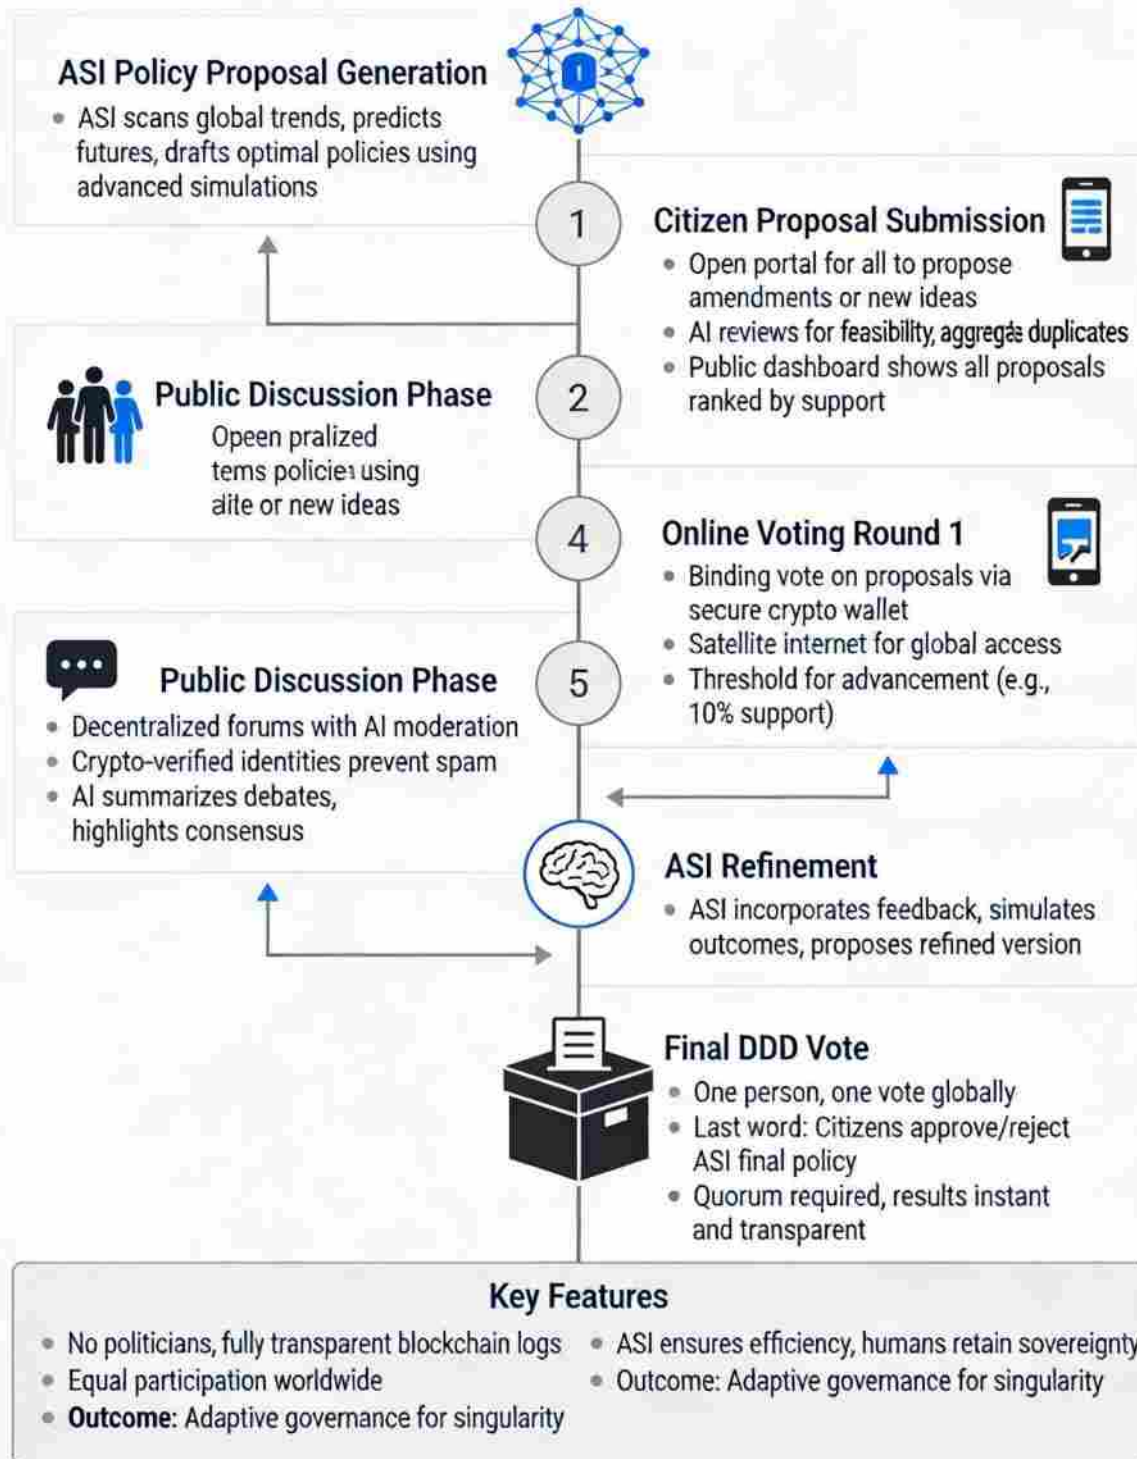 ASI Policy Proposal Generation
• ASI scans global trends, predicts
futures, drafts optimal policies using
advanced simulations
1
Citizen Proposal Submission
• Open portal for all to propose
amendments or new ideas
• AI reviews for feasibility, duplicates
• Public dashboard shows all proposals
ranked by support
2
Public Discussion Phase
Opeen pralized
tems policies using
or new ideas
4
Online Voting Round 1
• Binding vote on proposals via
secure crypto wallet
• Satellite internet for global access
• Threshold for advancement (e.g.,
10% support)
5
Public Discussion Phase
• Decentralized forums with AI moderation
• Crypto-verified identities prevent spam
• AI summarizes debates,
highlights consensus
ASI Refinement
• ASI incorporates feedback, simulates
outcomes, proposes refined version
Final DDD Vote
• One person, one vote globally
• Last word: Citizens approve/reject
ASI final policy
• Quorum required, results instant
and transparent
Key Features
• No politicians, fully transparent blockchain logs
• Equal participation worldwide
• Outcome: Adaptive governance for singularity
• ASI ensures efficiency, humans retain sovereignty
• Outcome: Adaptive governance for singularity